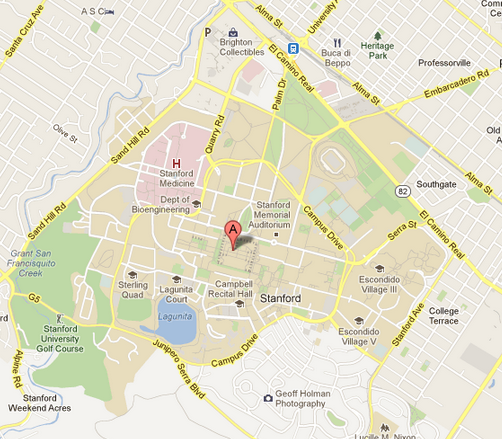 Santa Cruz Ave
A S C
P
Brighton
Collectibles
Alma St
University
El Camino Real
Buca di
Beppo
Heritage
Park
Professorville
Embarcadero Rd
Alma St
Palm Dr
Olive St
Sand Hill Rd
Quarry Rd
H
Stanford
Medicine
Dept of
Bioengineering
Stanford
Memorial
Auditorium
Campus Drive
82
Southgate
Alma St
El Camino Real
Serra St
Old
Sand Hill Rd
A
Grant San
Francisquito
Creek
G5
Sterling
Quad
Lagunita
Court
Campbell
Recital Hall
Stanford
Escondido
Village III
Lagunita
Stanford
University
Golf Course
Junipero Serra Blvd
Campus Drive
Escondido
Village V
Stanford Ave
College
Terrace
Alpine Rd
Stanford
Weekend Acres
Geoff Holman
Photography
Lucille M. Nixon